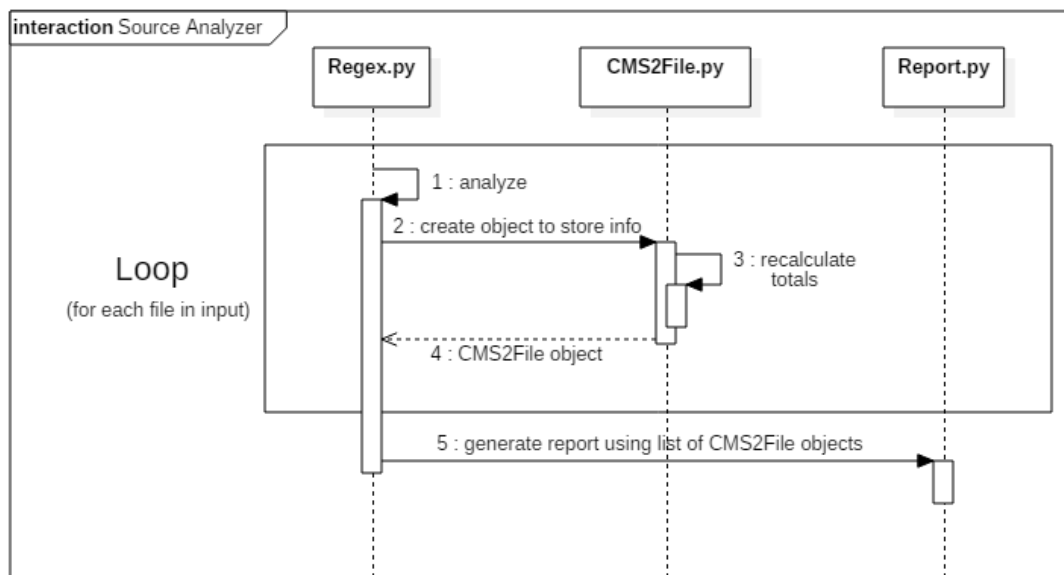 interaction Source Analyzer
Regex.py
CMS2File.py
Report.py
1 : analyze
2 : create object to store info
3 : recalculate
totals
Loop
(for each file in input)
4 : CMS2File object
5 : generate report using list of CMS2File objects